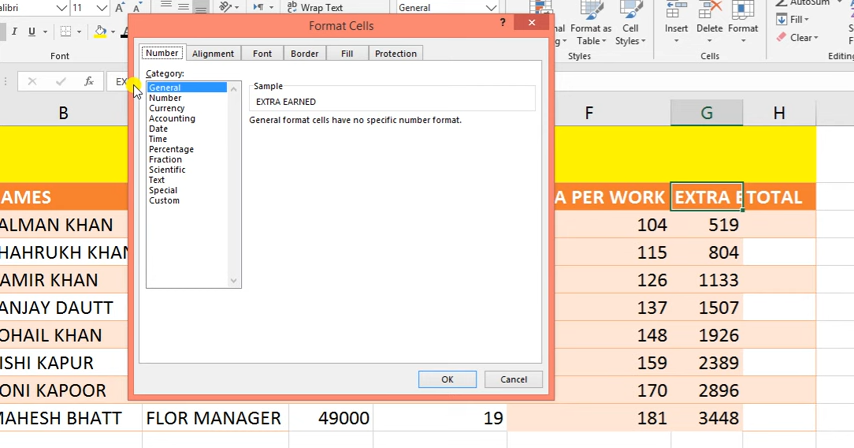 Calibri
11
General
Wrap Text
AutoSum
Format as
Table
Cell
Styles
Insert
Delete
Format
Fill
Clear
I U
Font
Styles
Cells
Format Cells
?
Number Alignment Font Border Fill Protection
Category:
General
Number
Currency
Accounting
Date
Time
Percentage
Fraction
Scientific
Text
Special
Custom
Sample
EXTRA EARNED
General format cells have no specific number format.
OK Cancel
fx EX
B F G H
AMES A PER WORK EXTRA E TOTAL
ALMAN KHAN 104 519
HAHRUKH KHAN 115 804
AMIR KHAN 126 1133
ANJAY DAUTT 137 1507
OHAIL KHAN 148 1926
ISHI KAPUR 159 2389
ONI KAPOOR 170 2896
MAHESH BHATT FLOR MANAGER 49000 19 181 3448